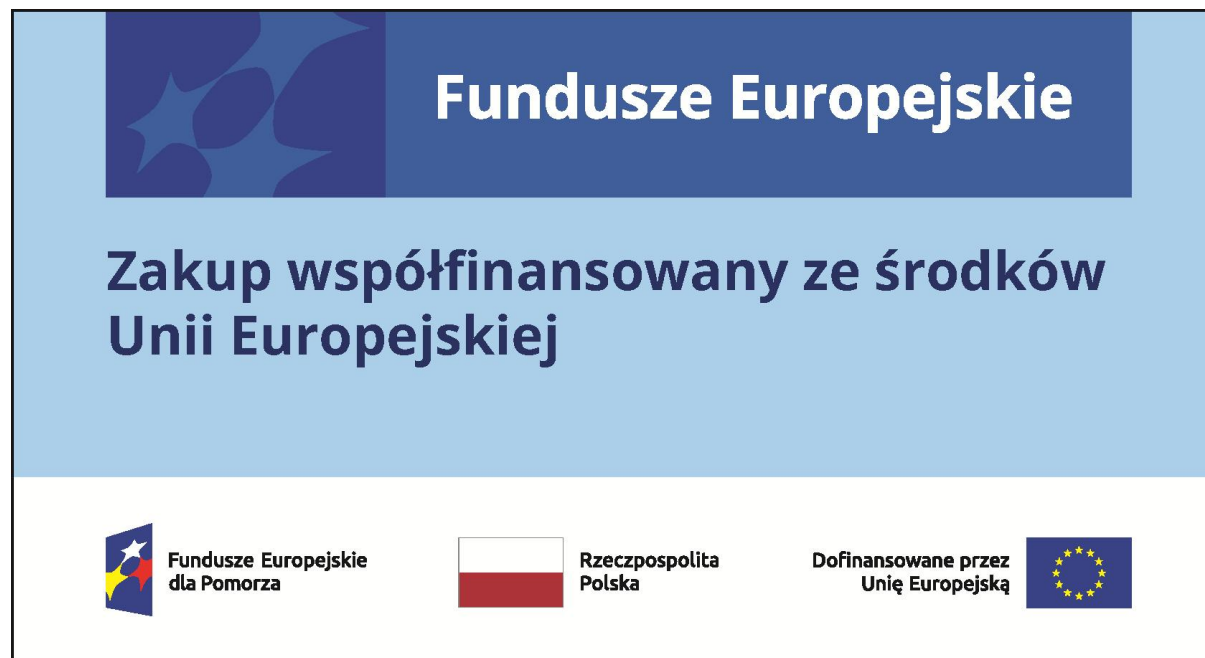 Fundusze Europejskie
Zakup współfinansowany ze środków
Unii Europejskiej
Fundusze Europejskie
dla Pomorza
Rzeczpospolita
Polska
Dofinansowane przez
Unię Europejską